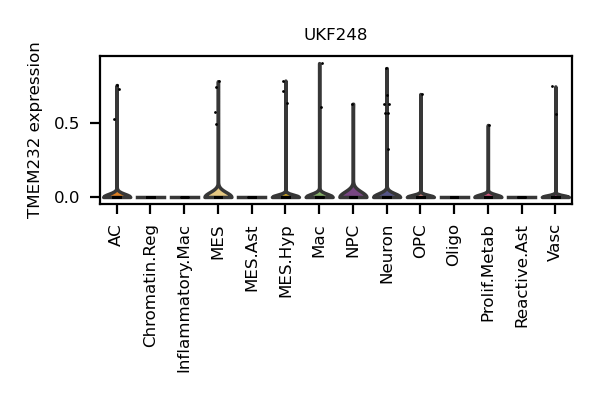 UKF248
TMEM232 expression
0.5
0.0
AC
Chromatin.Reg
Inflammatory.Mac
MES
MES.Ast
MES.Hyp
Mac
NPC
Neuron
OPC
Oligo
Prolif.Metab
Reactive.Ast
Vasc